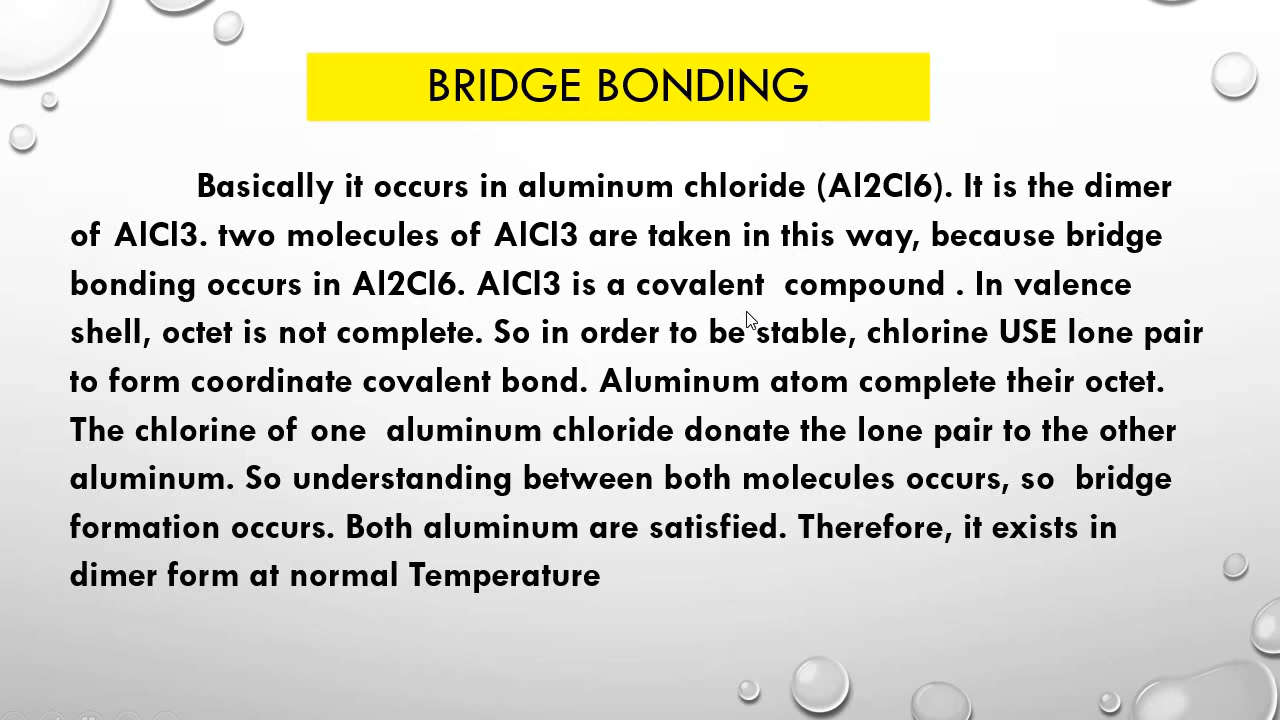 BRIDGE BONDING
Basically it occurs in aluminum chloride (Al2Cl6). It is the dimer
of AlCl3. two molecules of AlCl3 are taken in this way, because bridge
bonding occurs in Al2Cl6. AlCl3 is a covalent compound . In valence
shell, octet is not complete. So in order to be stable, chlorine USE lone pair
to form coordinate covalent bond. Aluminum atom complete their octet.
The chlorine of one aluminum chloride donate the lone pair to the other
aluminum. So understanding between both molecules occurs, so bridge
formation occurs. Both aluminum are satisfied. Therefore, it exists in
dimer form at normal Temperature